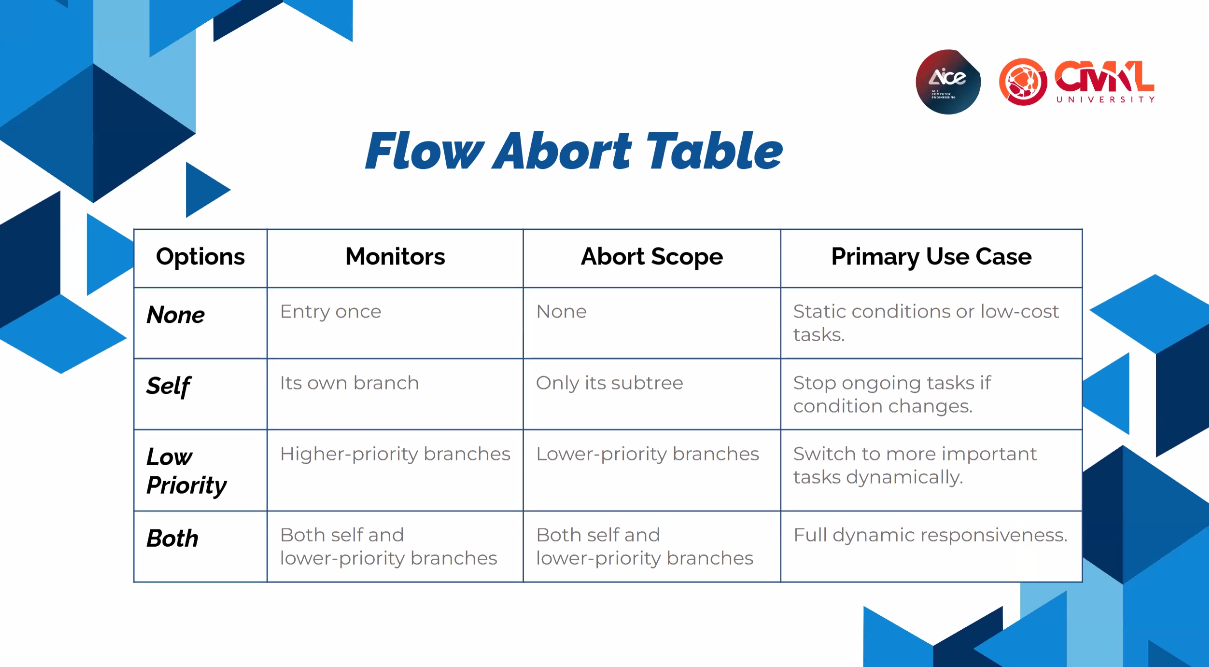 Aice
CMKL
UNIVERSITY
Flow Abort Table
Options Monitors Abort Scope Primary Use Case
None Entry once None Static conditions or low-cost
tasks.
Self Its own branch Only its subtree Stop ongoing tasks if
condition changes.
Low Higher-priority branches Lower-priority branches Switch to more important
Priority tasks dynamically.
Both Both self and Both self and Full dynamic responsiveness.
lower-priority branches lower-priority branches